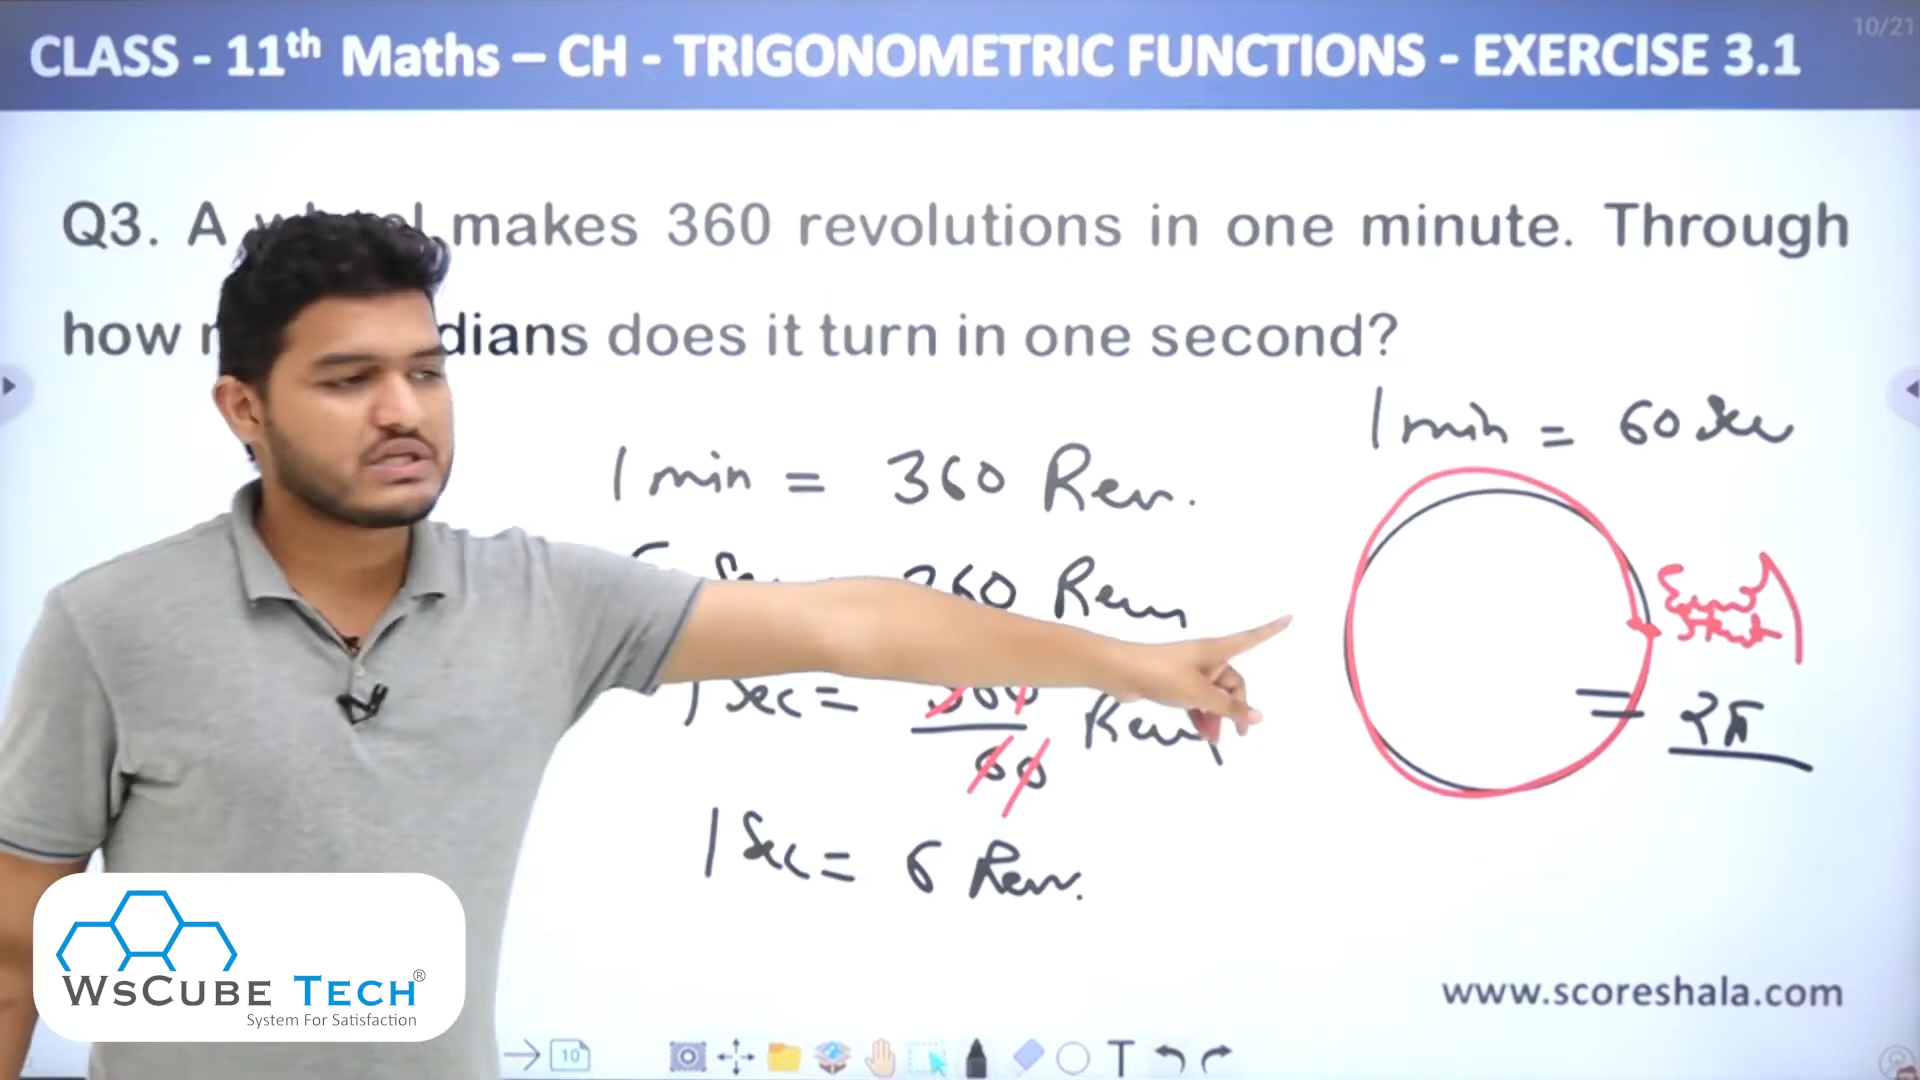 10/21
CLASS - 11th Maths – CH - TRIGONOMETRIC FUNCTIONS - EXERCISE 3.1
Q3. A makes 360 revolutions in one minute. Through
how dians does it turn in one second?
1 min = 60 Sec
1 min = 360 Rev.
360 Rev
1 Sec = 360/60 Rev
= 2π
1 Sec = 6 Rev.
WSCUBE TECH®
System For Satisfaction
www.scoreshala.com
10
T